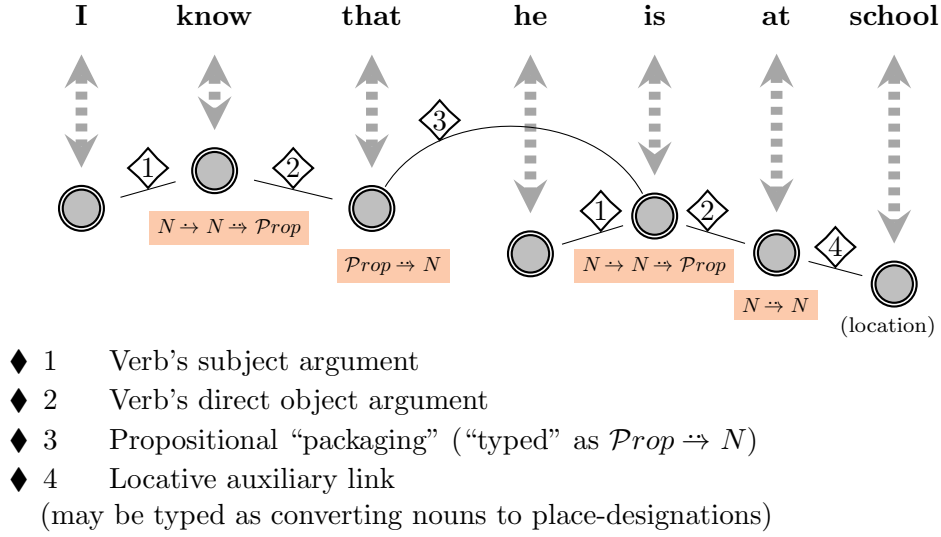 I know that he is at school
1 2 3 1 2 4
N → N ⇢ 𝒫rop
𝒫rop ⇢ N
N → N ⇢ 𝒫rop
N ⇢ N
(location)
♦ 1 Verb's subject argument
♦ 2 Verb's direct object argument
♦ 3 Propositional “packaging” (“typed” as 𝒫rop ⇢ N)
♦ 4 Locative auxiliary link
(may be typed as converting nouns to place-designations)